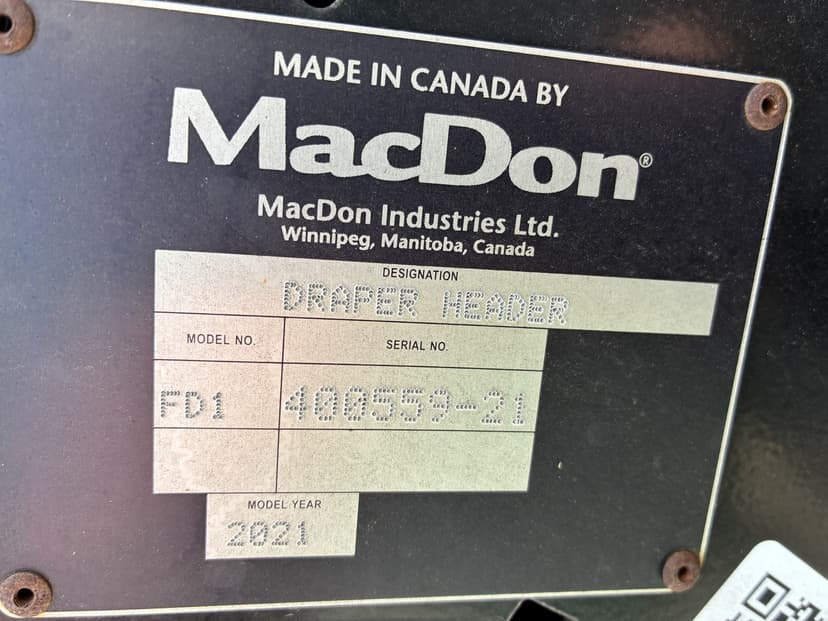 MADE IN CANADA BY
MacDon®
MacDon Industries Ltd.
Winnipeg, Manitoba, Canada
DESIGNATION
DRAPER HEADER
MODEL NO. SERIAL NO.
FD1 400559-21
MODEL YEAR
2021